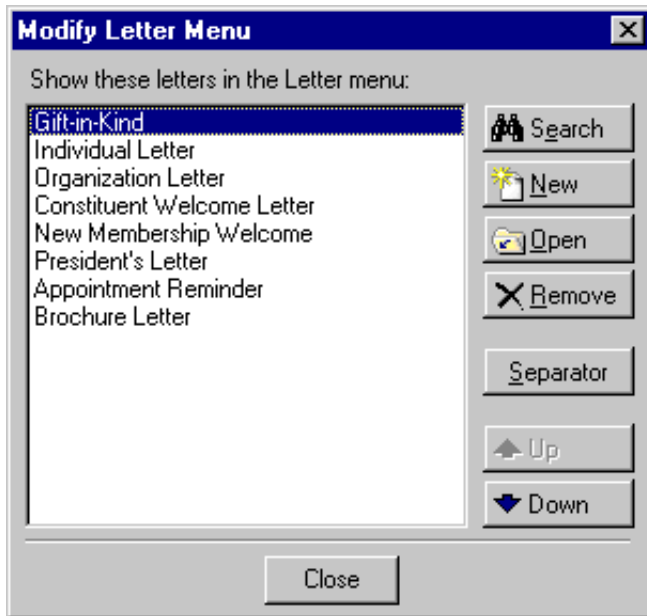 Modify Letter Menu
Show these letters in the Letter menu:
Gift-in-Kind
Individual Letter
Organization Letter
Constituent Welcome Letter
New Membership Welcome
President's Letter
Appointment Reminder
Brochure Letter
Search
New
Open
Remove
Separator
Up
Down
Close